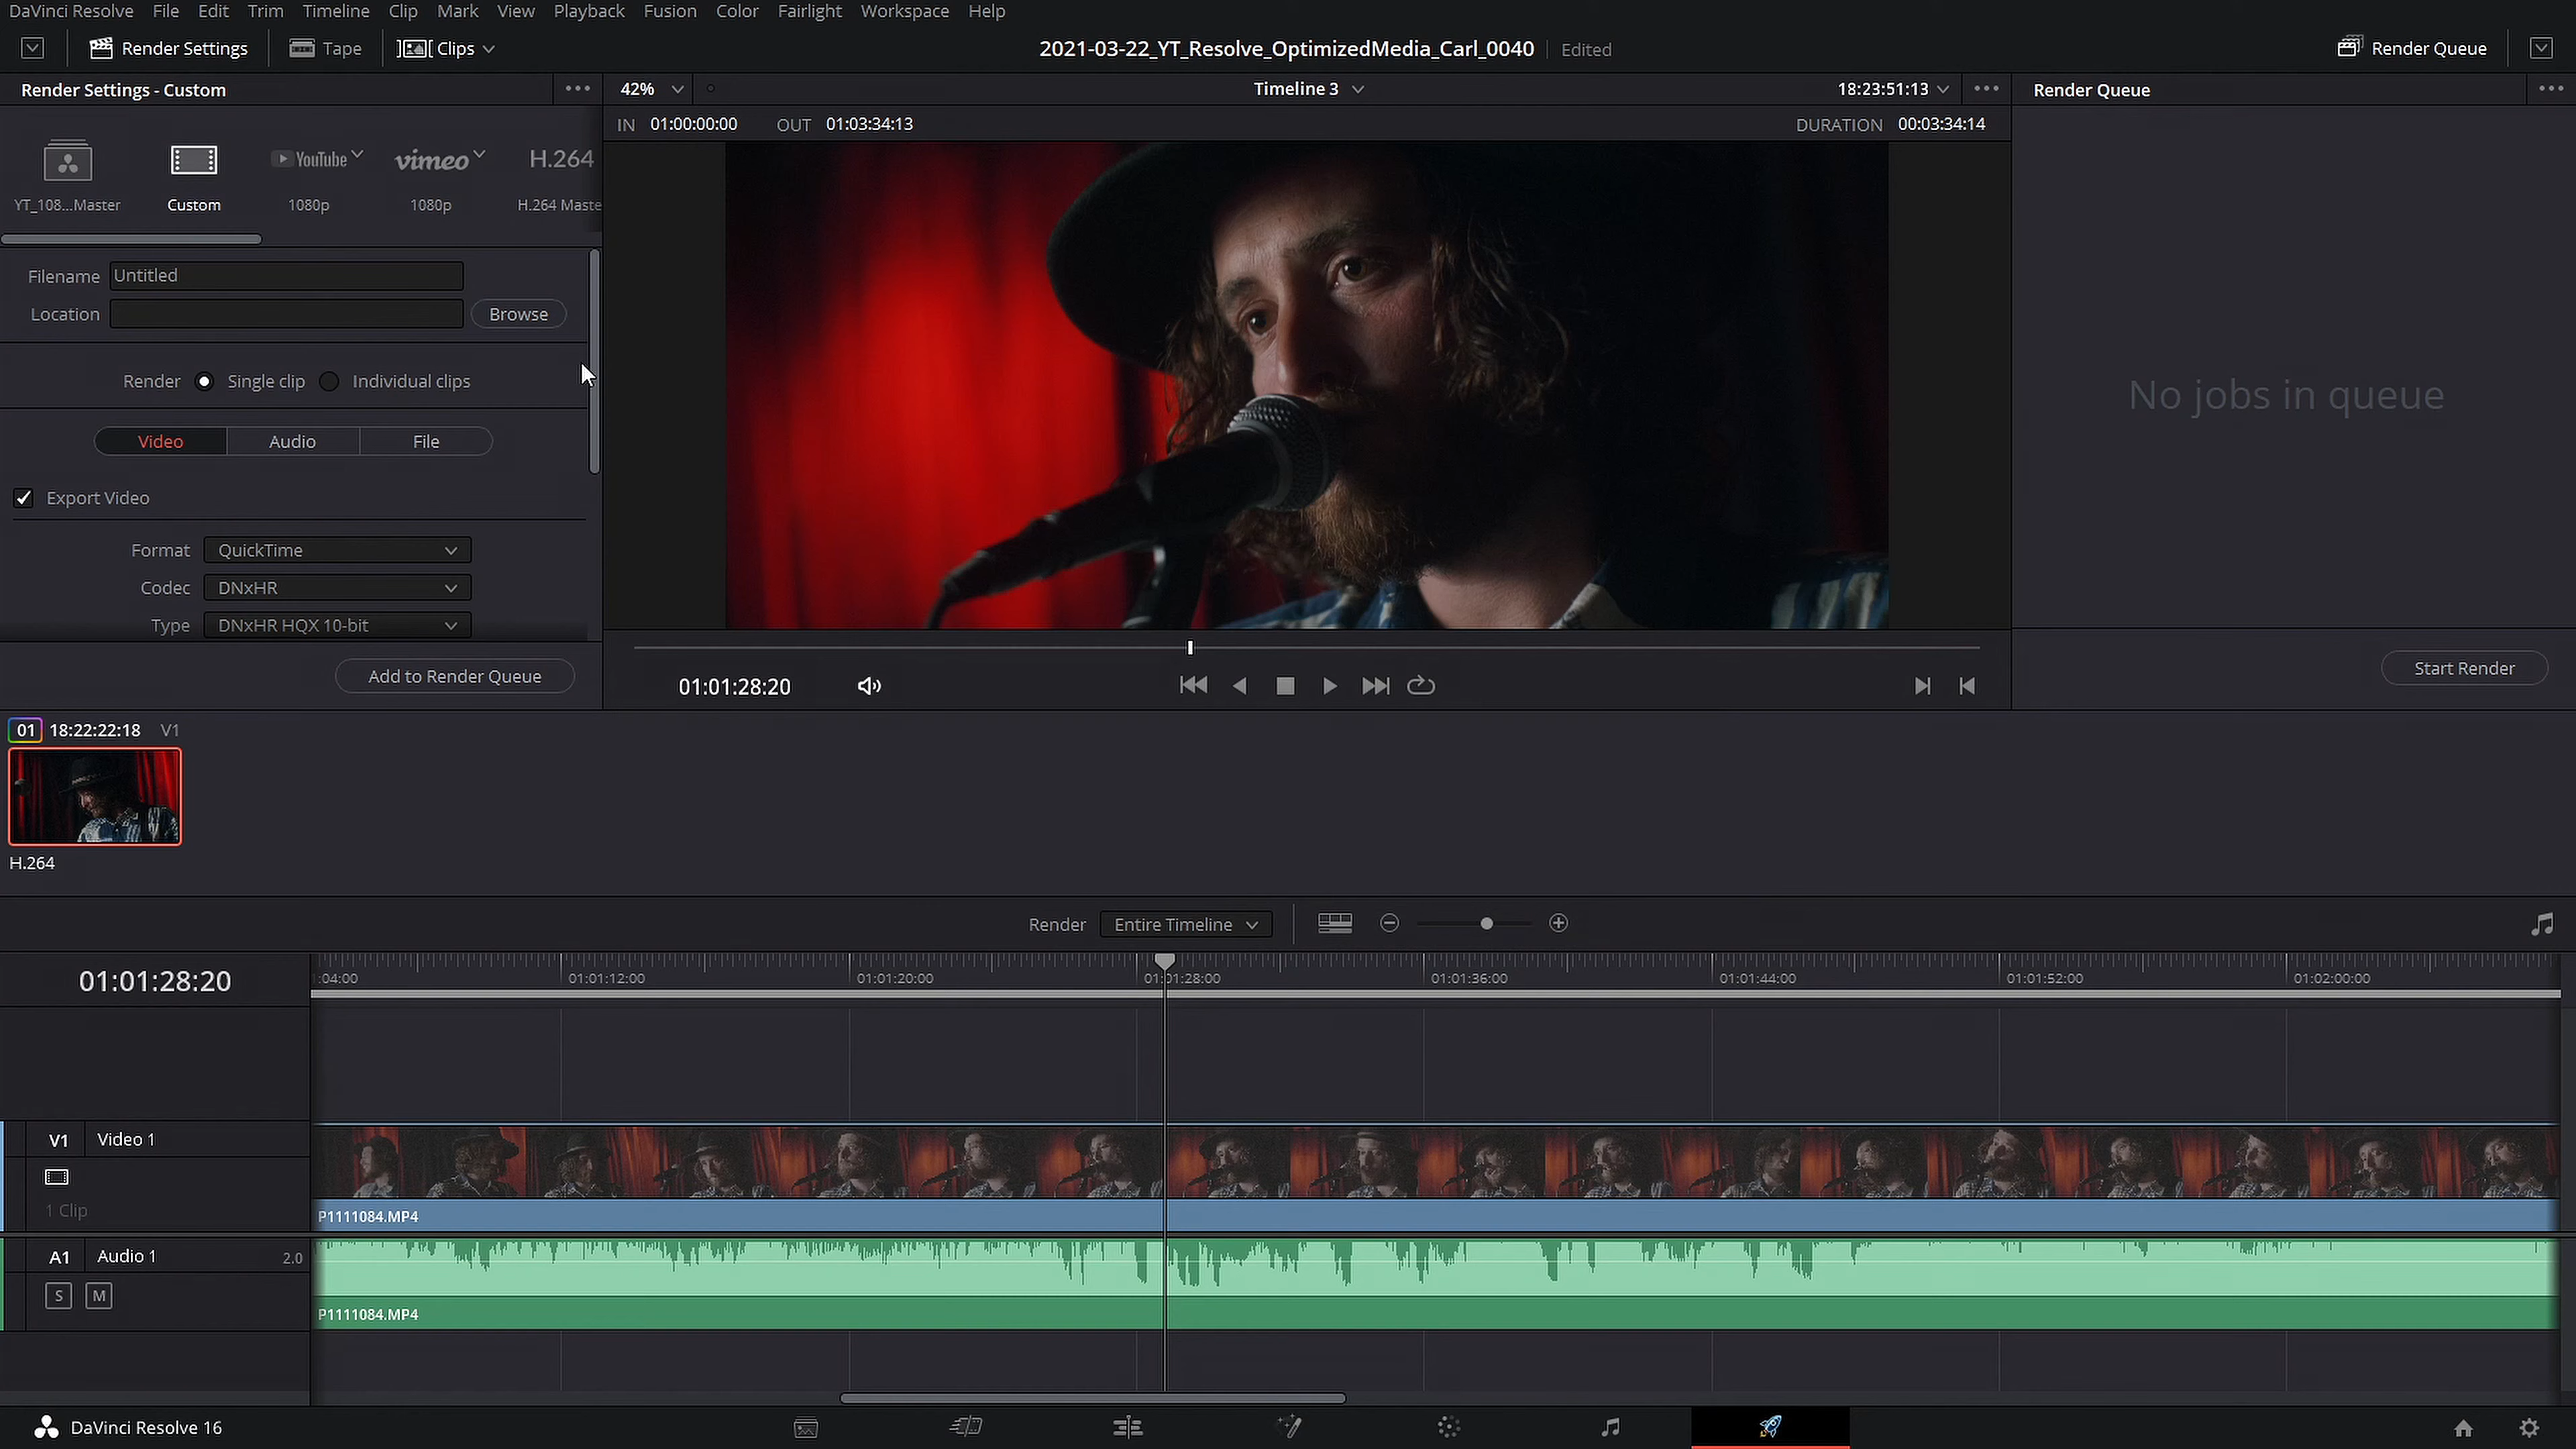 DaVinci Resolve File Edit Trim Timeline Clip Mark View Playback Fusion Color Fairlight Workspace Help
Render Settings Tape Clips 2021-03-22_YT_Resolve_OptimizedMedia_Carl_0040 Edited Render Queue
Render Settings - Custom 42% Timeline 3 18:23:51:13 Render Queue
IN 01:00:00:00 OUT 01:03:34:13 DURATION 00:03:34:14
YouTube vimeo H.264
YT_108...Master Custom 1080p 1080p H.264 Maste
Filename Untitled
Location Browse
Render Single clip Individual clips
No jobs in queue
Video Audio File
Export Video
Format QuickTime
Codec DNxHR
Type DNxHR HQX 10-bit
Add to Render Queue 01:01:28:20 Start Render
01 18:22:22:18 V1
H.264
Render Entire Timeline
01:01:28:20 :04:00 01:01:12:00 01:01:20:00 01:01:28:00 01:01:36:00 01:01:44:00 01:01:52:00 01:02:00:00
V1 Video 1
1 Clip
P1111084.MP4
A1 Audio 1 2.0
S M
P1111084.MP4
DaVinci Resolve 16